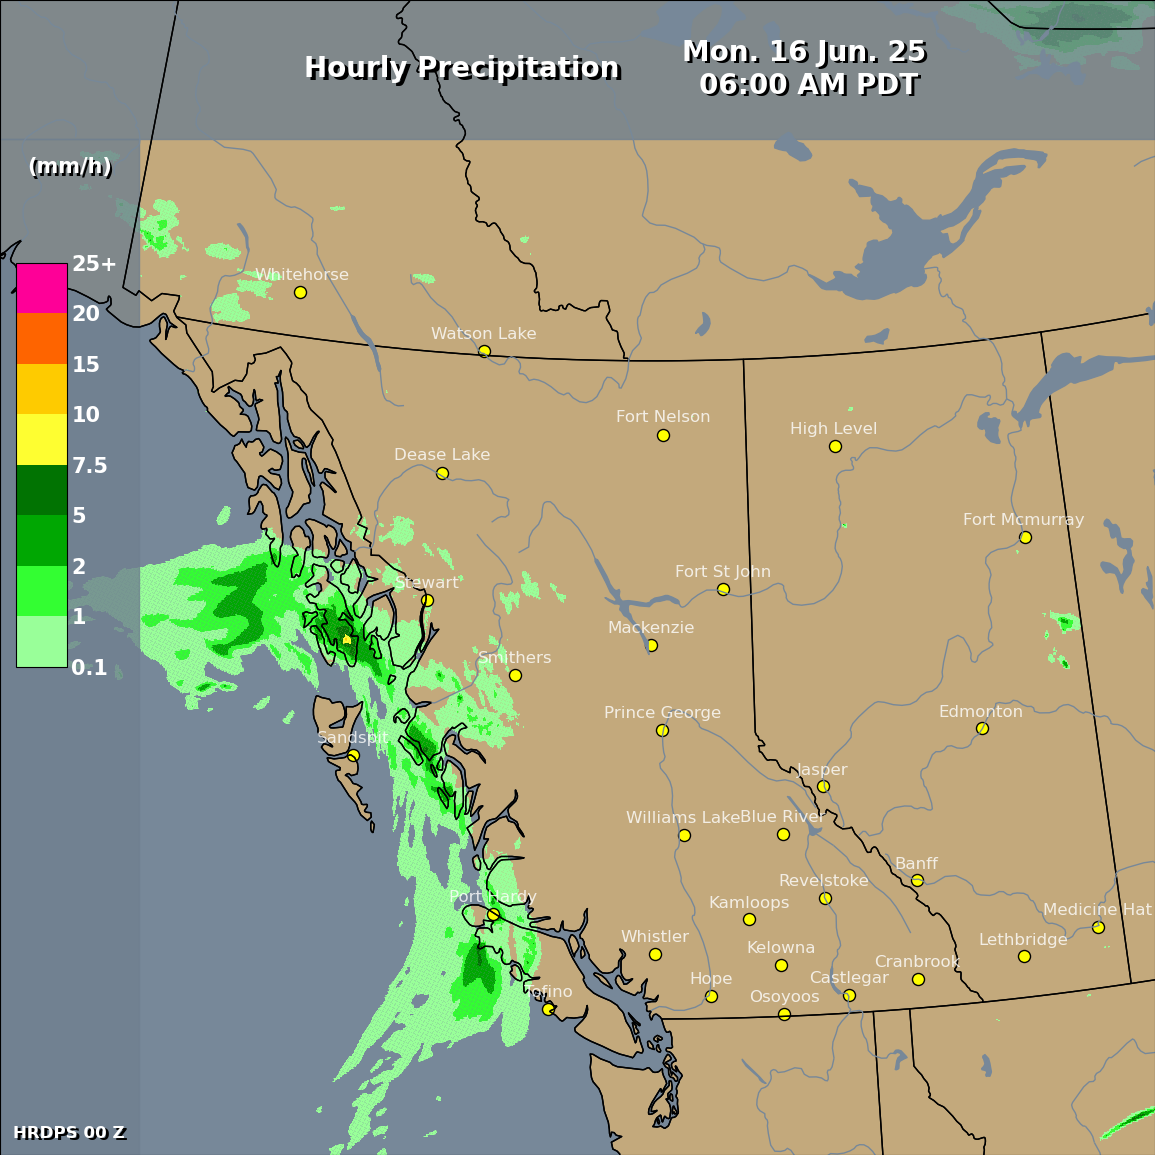 Hourly Precipitation
Mon. 16 Jun. 25
06:00 AM PDT
(mm/h)
25+
20
15
10
7.5
5
2
1
0.1
Whitehorse
Watson Lake
Fort Nelson
High Level
Dease Lake
Fort Mcmurray
Fort St John
Stewart
Mackenzie
Smithers
Prince George
Edmonton
Sandspit
Jasper
Williams Lake
Blue River
Banff
Revelstoke
Port Hardy
Kamloops
Medicine Hat
Whistler
Lethbridge
Kelowna
Cranbrook
Hope
Castlegar
Tofino
Osoyoos
HRDPS 00 Z